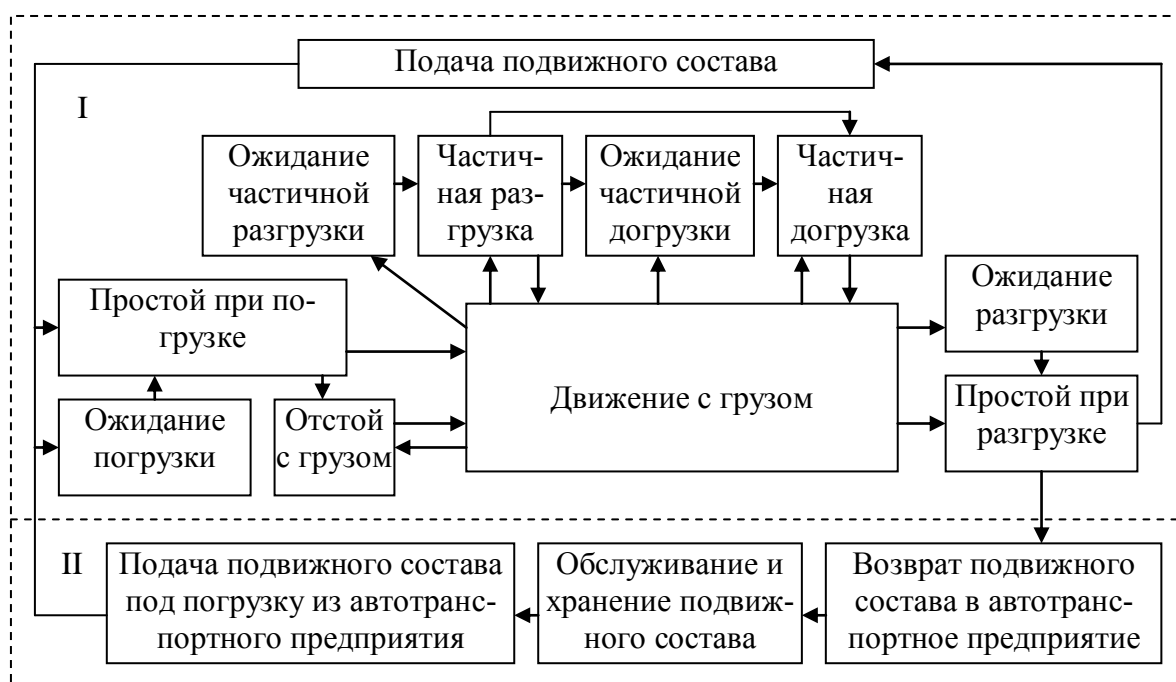 Подача подвижного состава
I
Ожидание
частичной
разгрузки
Частич-
ная раз-
грузка
Ожидание
частичной
догрузки
Частич-
ная
догрузка
Простой при по-
грузке
Ожидание
погрузки
Отстой
с грузом
Движение с грузом
Ожидание
разгрузки
Простой при
разгрузке
II
Подача подвижного состава
под погрузку из автотранс-
портного предприятия
Обслуживание и
хранение подвиж-
ного состава
Возврат подвижного
состава в автотранс-
портное предприятие